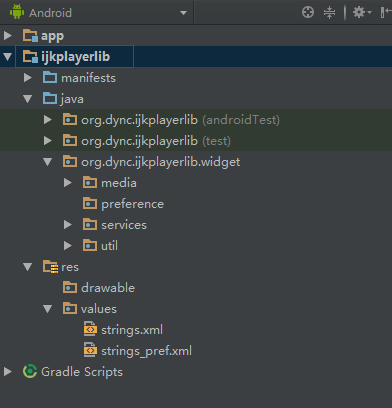 Android
app
ijkplayerlib
manifests
java
org.dync.ijkplayerlib (androidTest)
org.dync.ijkplayerlib (test)
org.dync.ijkplayerlib.widget
media
preference
services
util
res
drawable
values
strings.xml
strings_pref.xml
Gradle Scripts